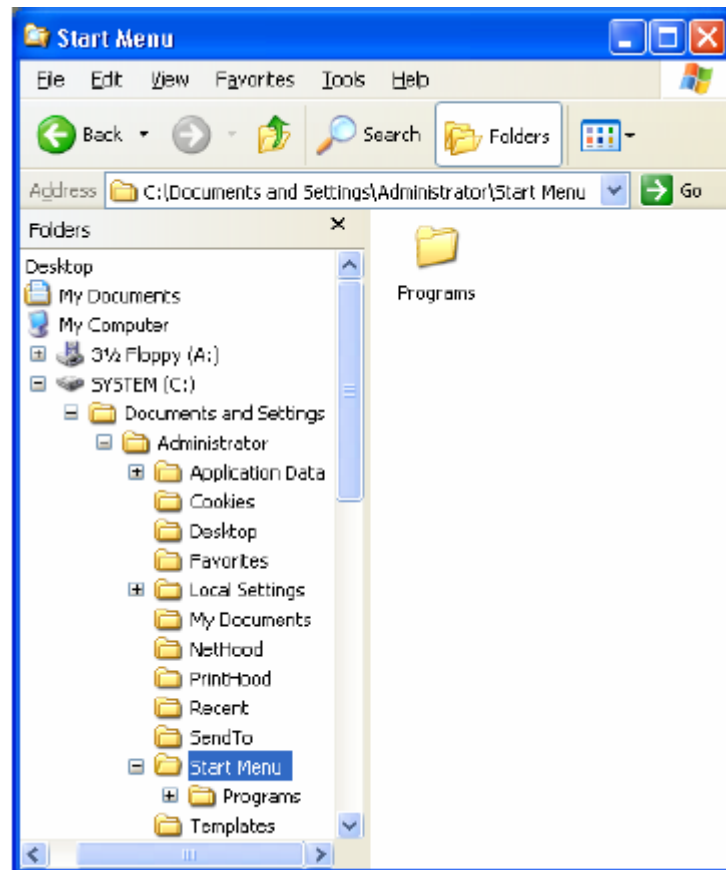 Start Menu
File Edit View Favorites Tools Help
Back Search Folders
Address C:\Documents and Settings\Administrator\Start Menu Go
Folders
Desktop
My Documents
My Computer
3½ Floppy (A:)
SYSTEM (C:)
Documents and Settings
Administrator
Application Data
Cookies
Desktop
Favorites
Local Settings
My Documents
NetHood
PrintHood
Recent
SendTo
Start Menu
Programs
Templates
Programs